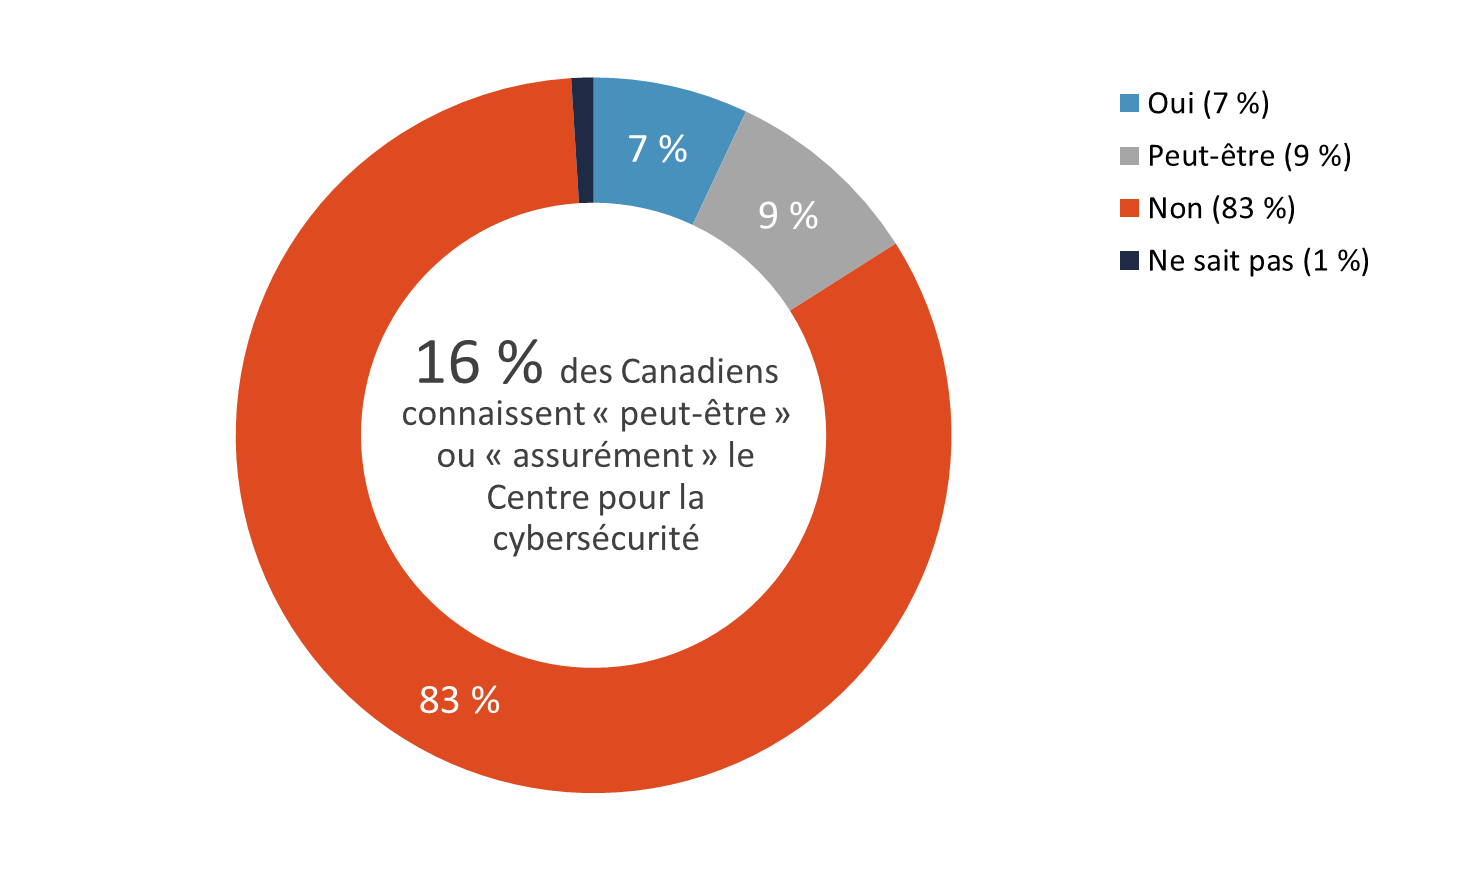 7 %
9 %
16 % des Canadiens
connaissent « peut-être »
ou « assurément » le
Centre pour la
cybersécurité
83 %
Oui (7 %)
Peut-être (9 %)
Non (83 %)
Ne sait pas (1 %)